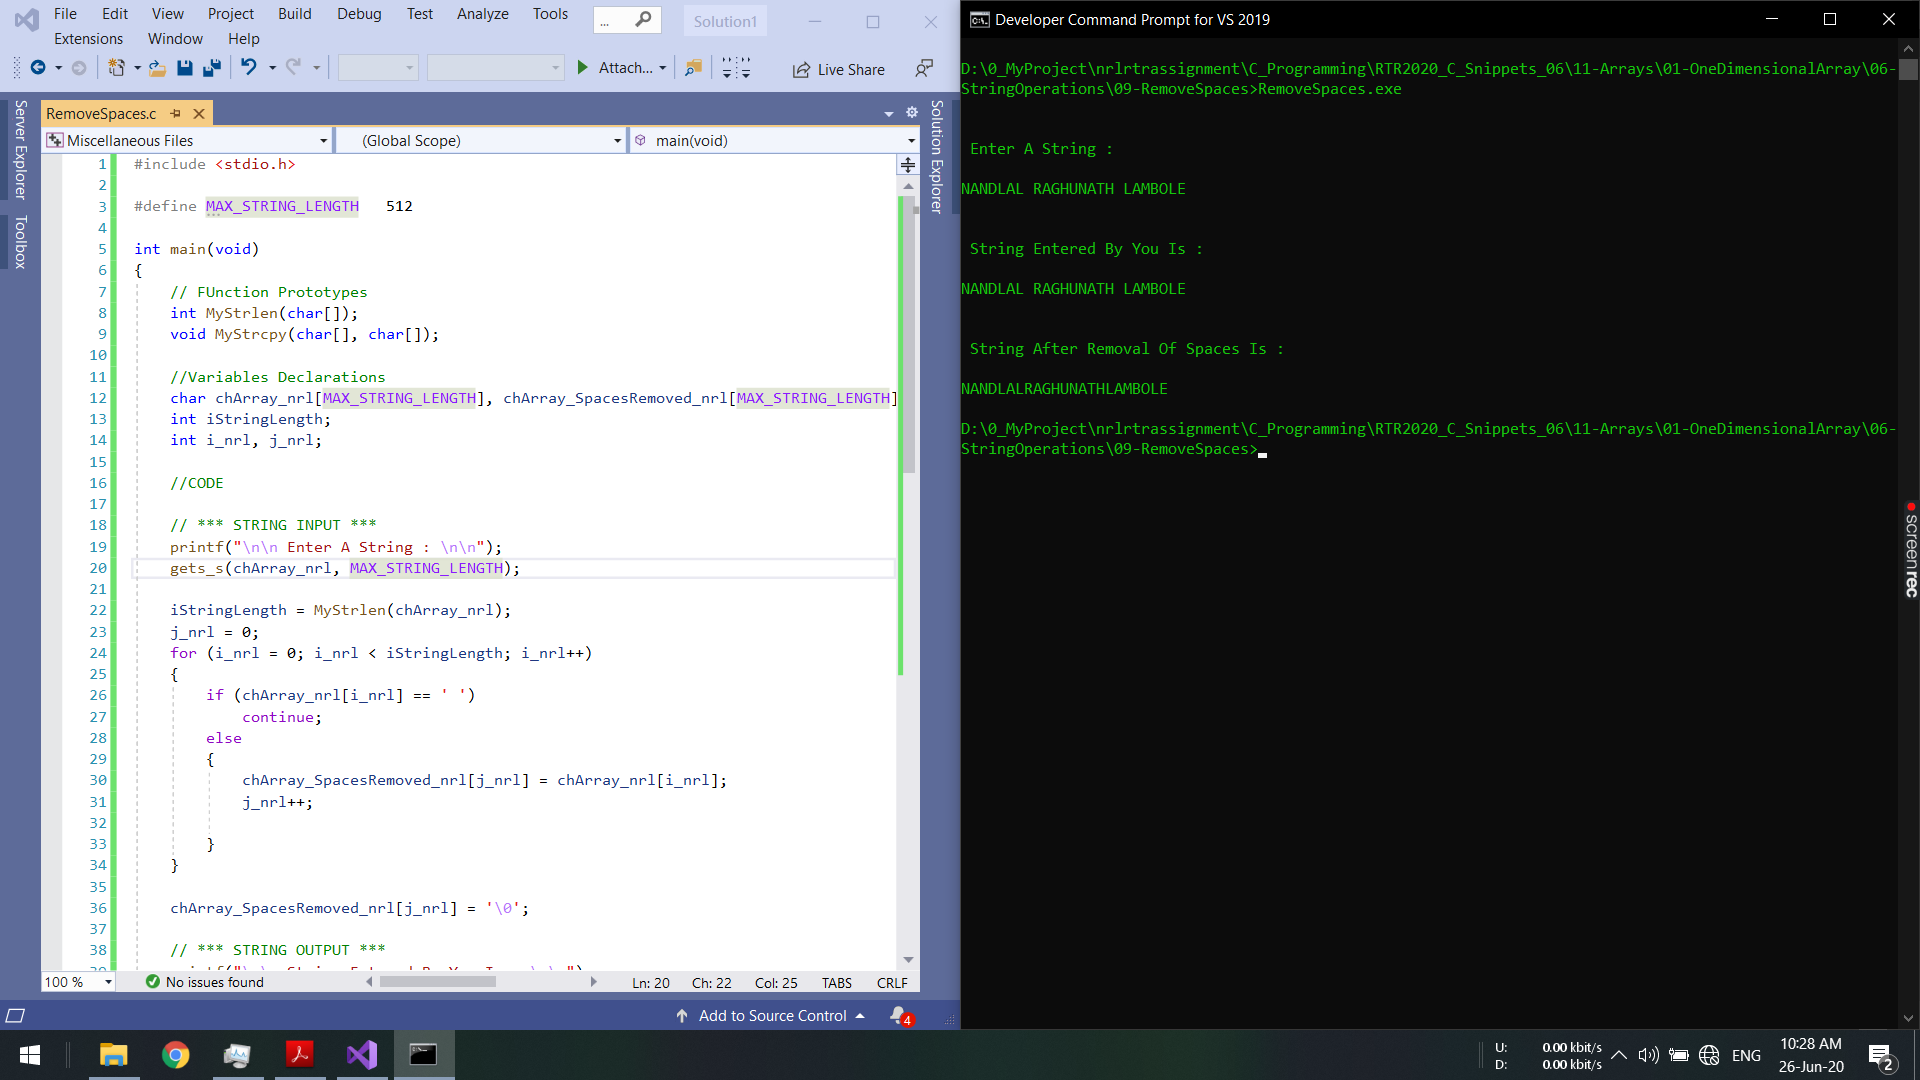 File Edit View Project Build Debug Test Analyze Tools ... Solution1
Extensions Window Help
Attach... Live Share
Server Explorer
Toolbox
RemoveSpaces.c
Miscellaneous Files (Global Scope) main(void)
Solution Explorer
1 #include <stdio.h>
2
3 #define MAX_STRING_LENGTH 512
4
5 int main(void)
6 {
7 // FUnction Prototypes
8 int MyStrlen(char[]);
9 void MyStrcpy(char[], char[]);
10
11 //Variables Declarations
12 char chArray_nrl[MAX_STRING_LENGTH], chArray_SpacesRemoved_nrl[MAX_STRING_LENGTH]
13 int iStringLength;
14 int i_nrl, j_nrl;
15
16 //CODE
17
18 // *** STRING INPUT ***
19 printf("\n\n Enter A String : \n\n");
20 gets_s(chArray_nrl, MAX_STRING_LENGTH);
21
22 iStringLength = MyStrlen(chArray_nrl);
23 j_nrl = 0;
24 for (i_nrl = 0; i_nrl < iStringLength; i_nrl++)
25 {
26 if (chArray_nrl[i_nrl] == ' ')
27 continue;
28 else
29 {
30 chArray_SpacesRemoved_nrl[j_nrl] = chArray_nrl[i_nrl];
31 j_nrl++;
32
33 }
34 }
35
36 chArray_SpacesRemoved_nrl[j_nrl] = '\0';
37
38 // *** STRING OUTPUT ***
100 % No issues found Ln: 20 Ch: 22 Col: 25 TABS CRLF
Add to Source Control 4
Developer Command Prompt for VS 2019
D:\0_MyProject\nrlrtrassignment\C_Programming\RTR2020_C_Snippets_06\11-Arrays\01-OneDimensionalArray\06-
StringOperations\09-RemoveSpaces>RemoveSpaces.exe
Enter A String :
NANDLAL RAGHUNATH LAMBOLE
String Entered By You Is :
NANDLAL RAGHUNATH LAMBOLE
String After Removal Of Spaces Is :
NANDLALRAGHUNATHLAMBOLE
D:\0_MyProject\nrlrtrassignment\C_Programming\RTR2020_C_Snippets_06\11-Arrays\01-OneDimensionalArray\06-
StringOperations\09-RemoveSpaces>
screenrec
U: 0.00 kbit/s
D: 0.00 kbit/s
ENG
10:28 AM
26-Jun-20
2